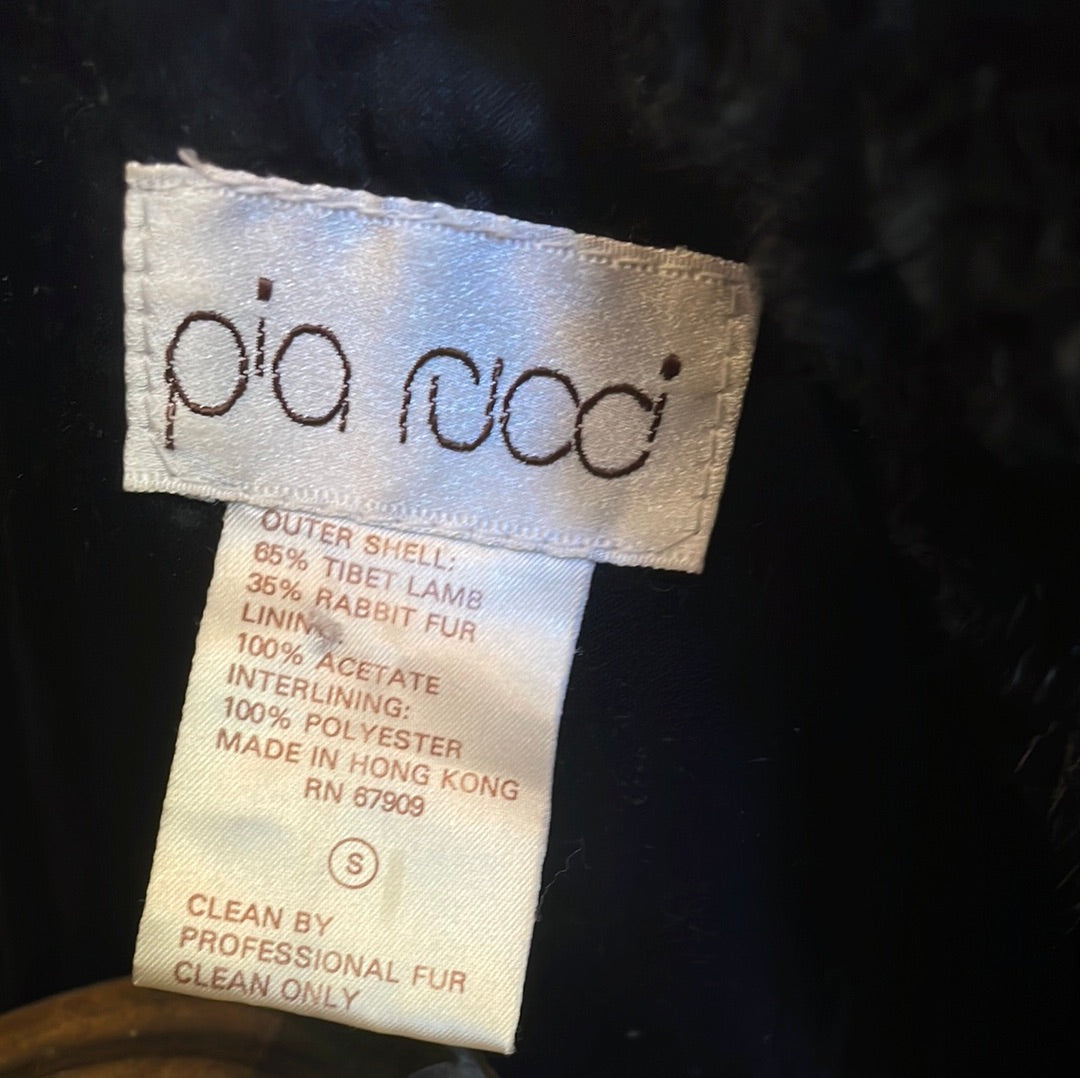 pia rucci
OUTER SHELL:
65% TIBET LAMB
35% RABBIT FUR
LINING:
100% ACETATE
INTERLINING:
100% POLYESTER
MADE IN HONG KONG
RN 67909
S
CLEAN BY
PROFESSIONAL FUR
CLEAN ONLY